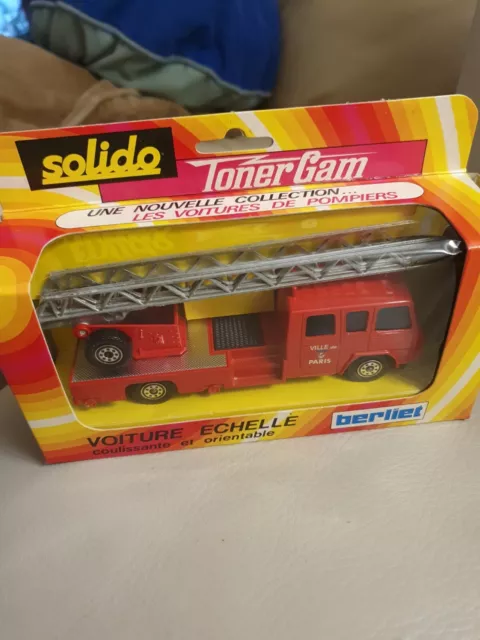 solido
TonerGam
UNE NOUVELLE COLLECTION...
LES VOITURES DE POMPIERS
VILLE
PARIS
VOITURE ECHELLE
coulissante et orientable
berliet